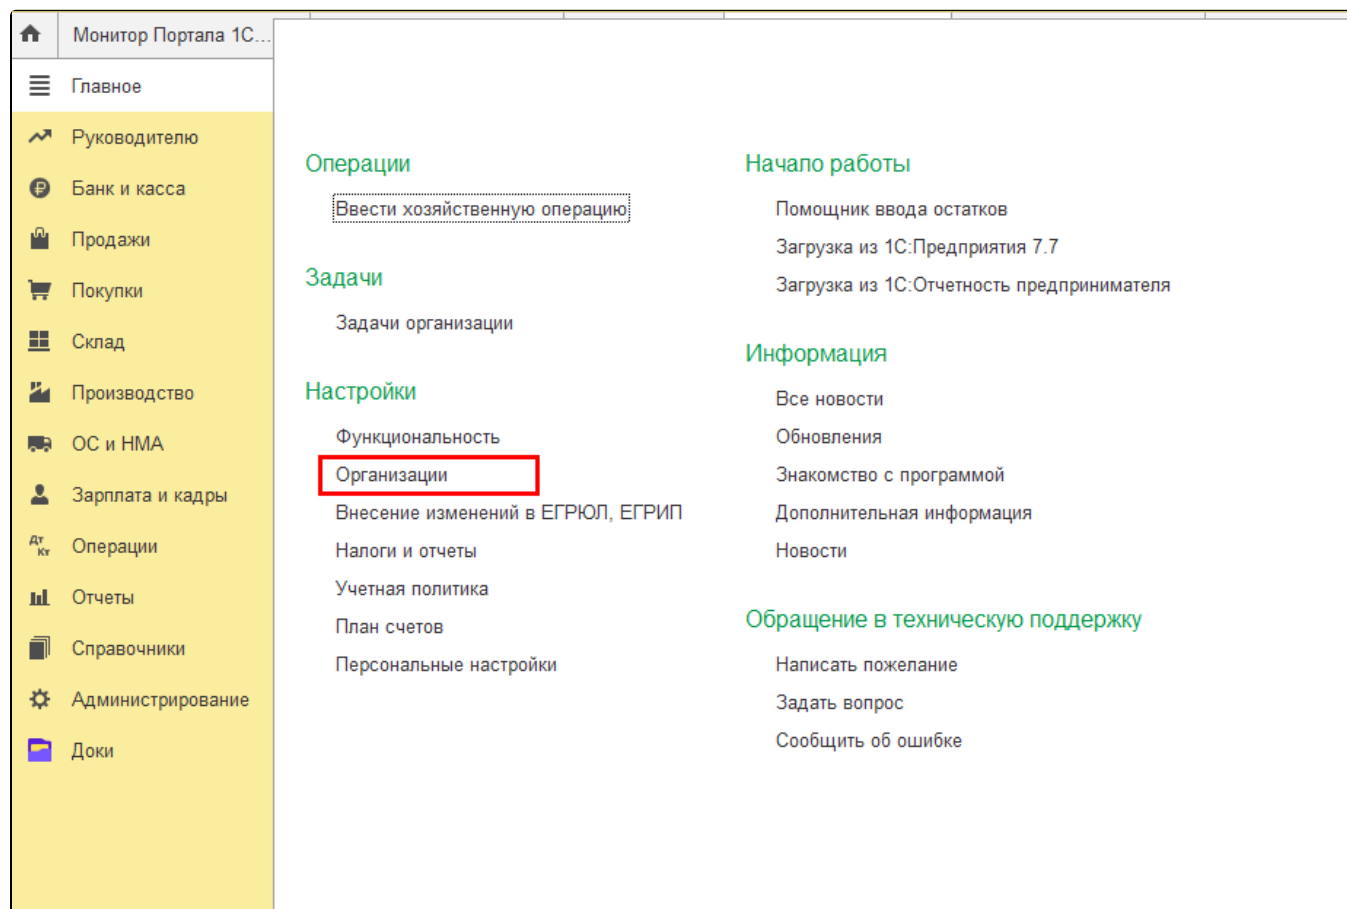 Монитор Портала 1С...
Главное
Руководителю
Банк и касса
Продажи
Покупки
Склад
Производство
ОС и НМА
Зарплата и кадры
Дт
Кт
Операции
Отчеты
Справочники
Администрирование
Доки
Операции
Ввести хозяйственную операцию
Задачи
Задачи организации
Настройки
Функциональность
Организации
Внесение изменений в ЕГРЮЛ, ЕГРИП
Налоги и отчеты
Учетная политика
План счетов
Персональные настройки
Начало работы
Помощник ввода остатков
Загрузка из 1С:Предприятия 7.7
Загрузка из 1С:Отчетность предпринимателя
Информация
Все новости
Обновления
Знакомство с программой
Дополнительная информация
Новости
Обращение в техническую поддержку
Написать пожелание
Задать вопрос
Сообщить об ошибке